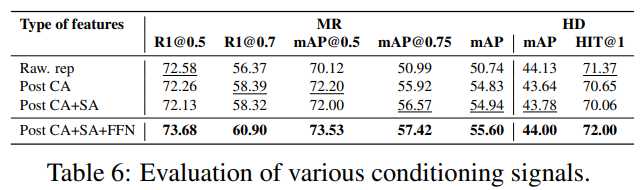 Type of features MR HD
R1@0.5 R1@0.7 mAP@0.5 mAP@0.75 mAP mAP HIT@1
Raw. rep 72.58 56.37 70.12 50.99 50.74 44.13 71.37
Post CA 72.26 58.39 72.20 55.92 54.83 43.64 70.65
Post CA+SA 72.13 58.32 72.00 56.57 54.94 43.78 70.06
Post CA+SA+FFN 73.68 60.90 73.53 57.42 55.60 44.00 72.00
Table 6: Evaluation of various conditioning signals.